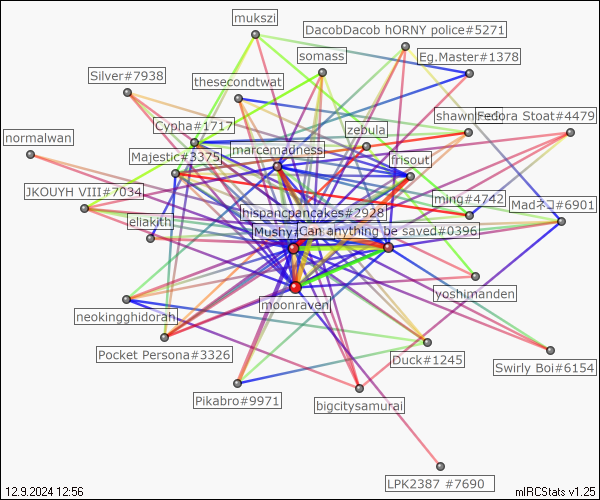 mukszi
DacobDacob hORNY police#5271
somass
Eg.Master#1378
Silver#7938
thesecondtwat
shawn
Fedora Stoat#4479
Cypha#1717
zebula
normalwan
marcemadness
Majestic#3375
frisout
JKOUYH VIII#7034
ming#4742
Madネコ#6901
hispancpancakes#2928
eliakith
Mushy#
Can anything be saved#0396
yoshimanden
moonraven
neokingghidorah
Pocket Persona#3326
Duck#1245
Swirly Boi#6154
Pikabro#9971
bigcitysamurai
LPK2387 #7690
12.9.2024 12:56
mIRCStats v1.25